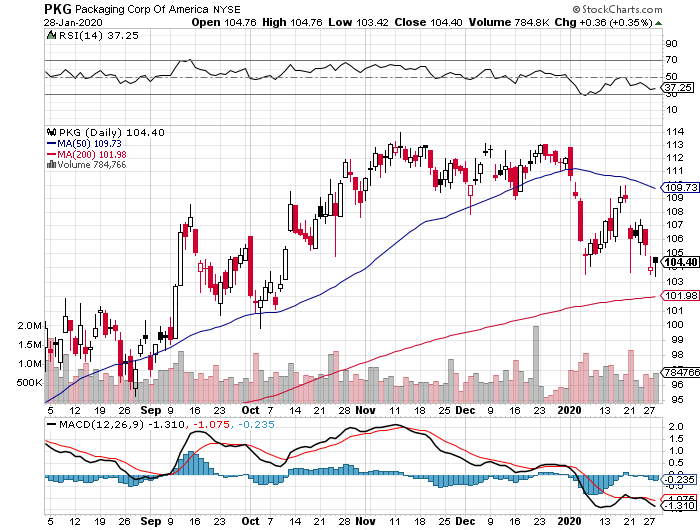 PKG Packaging Corp Of America NYSE © StockCharts.com
28-Jan-2020 Open 104.76 High 104.76 Low 103.42 Close 104.40 Volume 784.8K Chg +0.36 (+0.35%)
RSI(14) 37.25
90
70
50
37.25
30
10
PKG (Daily) 104.40
MA(50) 109.73
MA(200) 101.98
Volume 784,766
114
113
112
111
110
109.73
109
108
107
106
105
104.40
104
103
101.98
101
100
99
98
97
96
95
2.0M
1.5M
1.0M
500K
784766
5 12 19 26 Sep 9 16 23 Oct 7 14 21 28 Nov 11 18 25 Dec 9 16 23 2020 13 21 27
MACD(12,26,9) -1.310, -1.075, -0.235
2.0
1.5
1.0
0.5
0.0
-0.235
-1.075
-1.310
5 12 19 26 Sep 9 16 23 Oct 7 14 21 28 Nov 11 18 25 Dec 9 16 23 2020 13 21 27